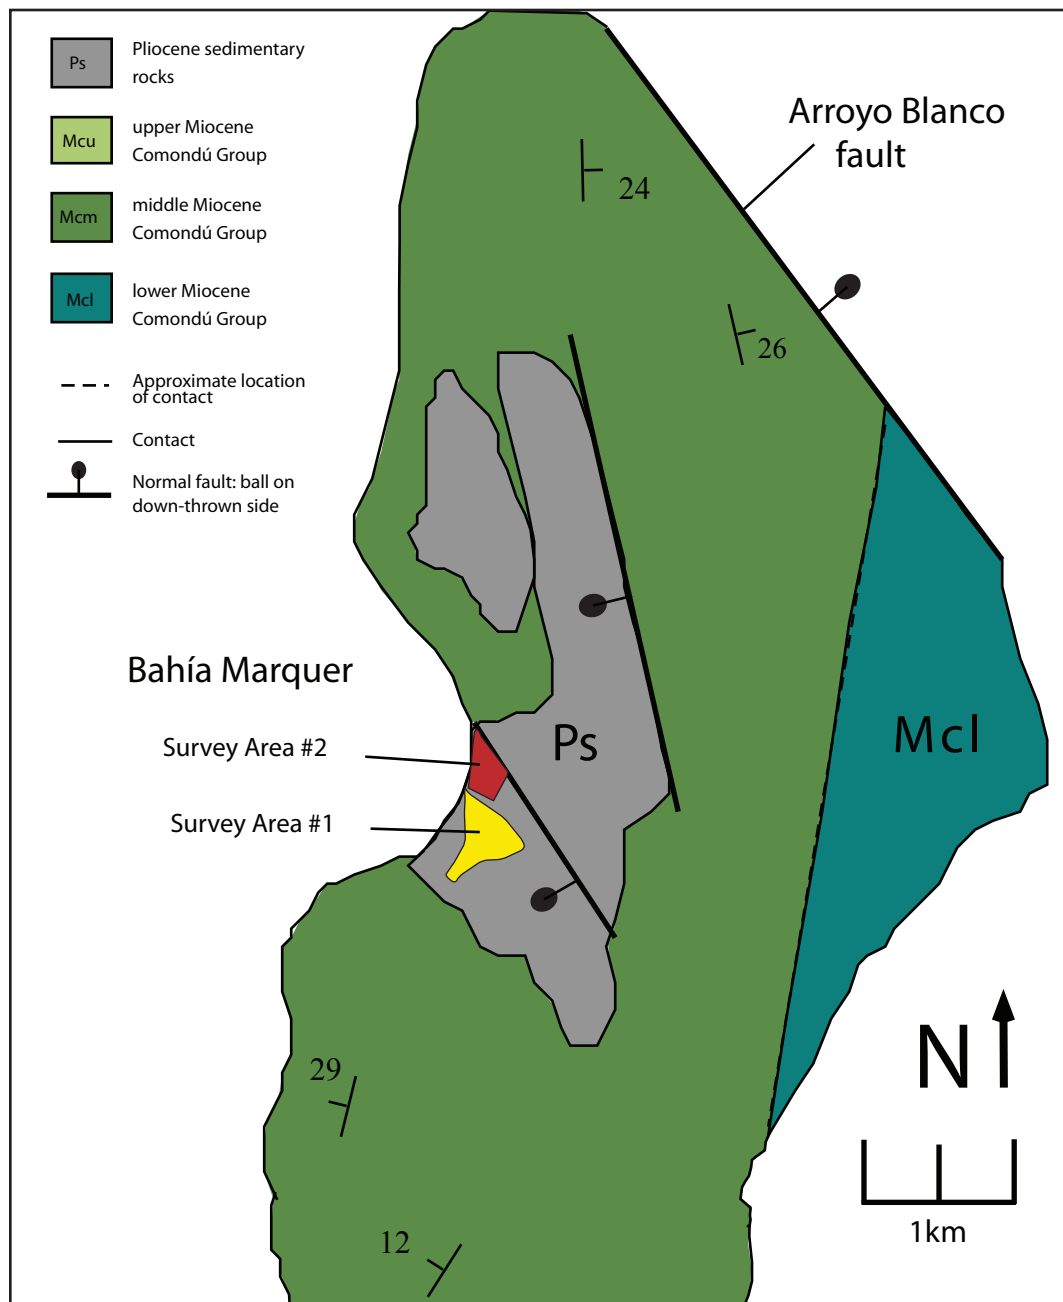 Ps
Pliocene sedimentary
rocks
Mcu
upper Miocene
Comondú Group
Mcm
middle Miocene
Comondú Group
Mcl
lower Miocene
Comondú Group
Approximate location
of contact
Contact
Normal fault: ball on
down-thrown side
Arroyo Blanco
fault
24
26
Bahía Marquer
Survey Area #2
Survey Area #1
Ps
Mcl
29
12
N
1km